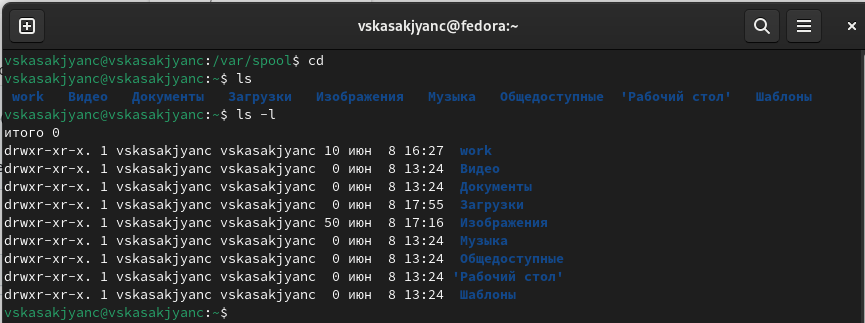 vskasakjyanc@fedora:~
vskasakjyanc@vskasakjyanc:/var/spool$ cd
vskasakjyanc@vskasakjyanc:~$ ls
work Видео Документы Загрузки Изображения Музыка Общедоступные 'Рабочий стол' Шаблоны
vskasakjyanc@vskasakjyanc:~$ ls -l
итого 0
drwxr-xr-x. 1 vskasakjyanc vskasakjyanc 10 июн  8 16:27  work
drwxr-xr-x. 1 vskasakjyanc vskasakjyanc  0 июн  8 13:24  Видео
drwxr-xr-x. 1 vskasakjyanc vskasakjyanc  0 июн  8 13:24  Документы
drwxr-xr-x. 1 vskasakjyanc vskasakjyanc  0 июн  8 17:55  Загрузки
drwxr-xr-x. 1 vskasakjyanc vskasakjyanc 50 июн  8 17:16  Изображения
drwxr-xr-x. 1 vskasakjyanc vskasakjyanc  0 июн  8 13:24  Музыка
drwxr-xr-x. 1 vskasakjyanc vskasakjyanc  0 июн  8 13:24  Общедоступные
drwxr-xr-x. 1 vskasakjyanc vskasakjyanc  0 июн  8 13:24 'Рабочий стол'
drwxr-xr-x. 1 vskasakjyanc vskasakjyanc  0 июн  8 13:24  Шаблоны
vskasakjyanc@vskasakjyanc:~$